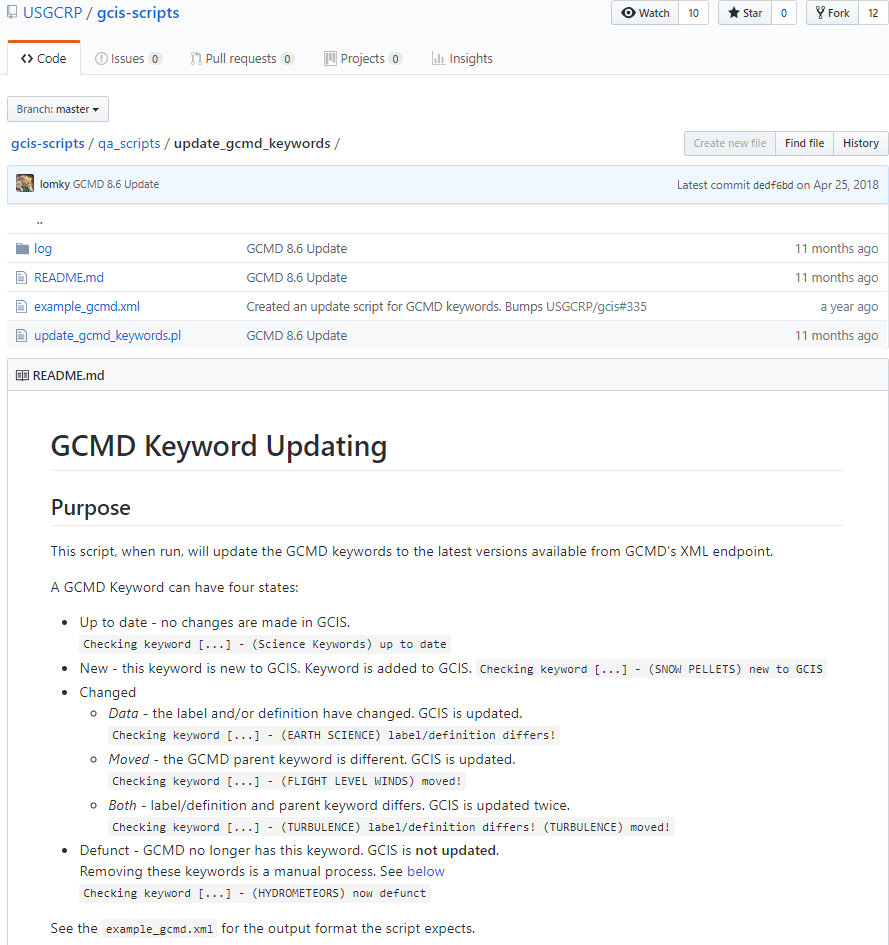 USGCRP / gcis-scripts
Watch 10 Star 0 Fork 12
Code Issues 0 Pull requests 0 Projects 0 Insights
Branch: master
gcis-scripts / qa_scripts / update_gcmd_keywords /
Create new file Find file History
lomky GCMD 8.6 Update Latest commit dedf6bd on Apr 25, 2018
..
log GCMD 8.6 Update 11 months ago
README.md GCMD 8.6 Update 11 months ago
example_gcmd.xml Created an update script for GCMD keywords. Bumps USGCRP/gcis#335 a year ago
update_gcmd_keywords.pl GCMD 8.6 Update 11 months ago
README.md
GCMD Keyword Updating
Purpose
This script, when run, will update the GCMD keywords to the latest versions available from GCMD's XML endpoint.
A GCMD Keyword can have four states:
• Up to date - no changes are made in GCIS.
Checking keyword [...] - (Science Keywords) up to date
• New - this keyword is new to GCIS. Keyword is added to GCIS. Checking keyword [...] - (SNOW PELLETS) new to GCIS
• Changed
◦ Data - the label and/or definition have changed. GCIS is updated.
Checking keyword [...] - (EARTH SCIENCE) label/definition differs!
◦ Moved - the GCMD parent keyword is different. GCIS is updated.
Checking keyword [...] - (FLIGHT LEVEL WINDS) moved!
◦ Both - label/definition and parent keyword differs. GCIS is updated twice.
Checking keyword [...] - (TURBULENCE) label/definition differs! (TURBULENCE) moved!
• Defunct - GCMD no longer has this keyword. GCIS is not updated.
Removing these keywords is a manual process. See below
Checking keyword [...] - (HYDROMETEORS) now defunct
See the example_gcmd.xml for the output format the script expects.